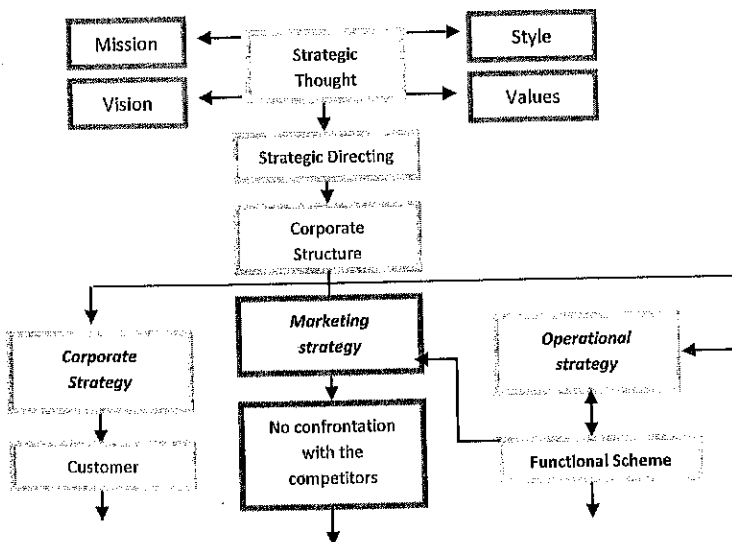 Mission
Strategic
Thought
Style
Vision
Values
Strategic Directing
Corporate
Structure
Corporate
Strategy
Marketing
strategy
Operational
strategy
Customer
No confrontation
with the
competitors
Functional Scheme